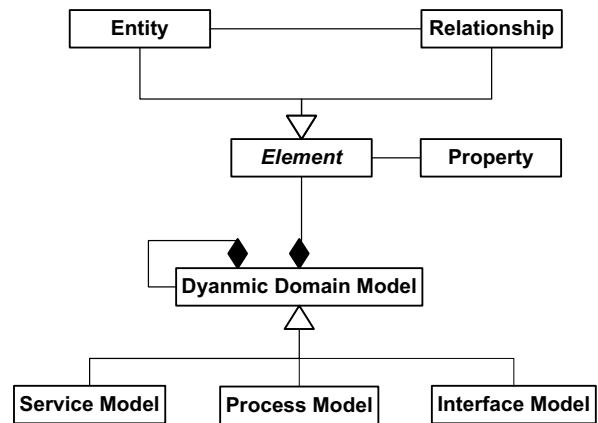 Entity
Relationship
Element
Property
Dyanmic Domain Model
Service Model
Process Model
Interface Model